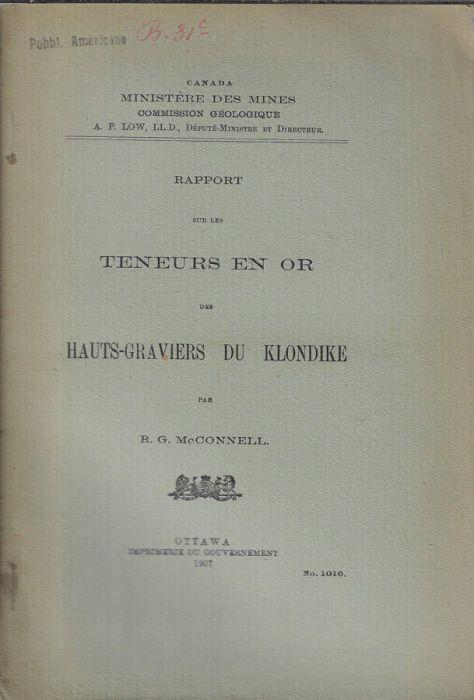 Pubbl. Americane
B. 31c
CANADA
MINISTÈRE DES MINES
COMMISSION GÉOLOGIQUE
A. P. LOW, LL.D., DÉPUTÉ-MINISTRE ET DIRECTEUR.
RAPPORT
SUR LES
TENEURS EN OR
DES
HAUTS-GRAVIERS DU KLONDIKE
PAR
R. G. McCONNELL.
OTTAWA
IMPRIMERIE DU GOUVERNEMENT
1907
No. 1016.